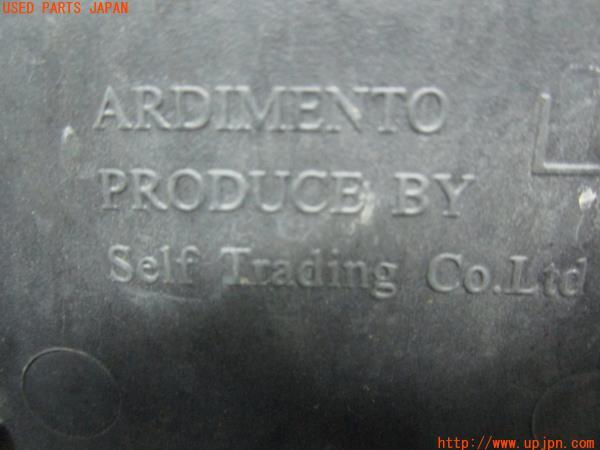 USED PARTS JAPAN
ARDIMENTO
PRODUCE BY
Self Trading Co.Ltd
http://www.upjpn.com